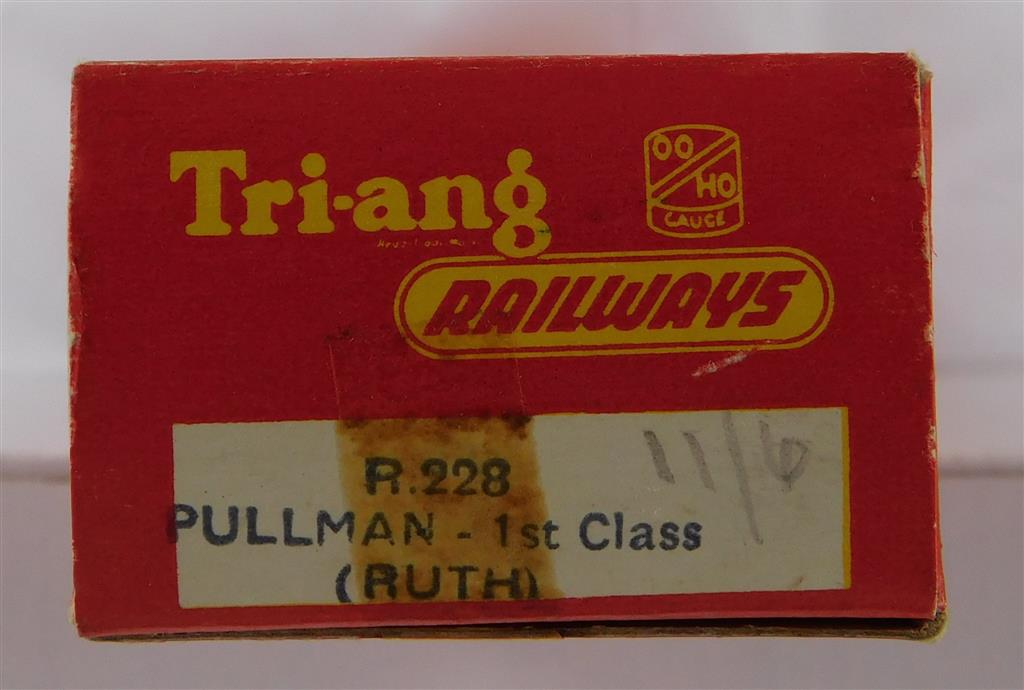 Tri-ang
OO
HO
GAUGE
RAILWAYS
R.228
11/6
PULLMAN - 1st Class
(RUTH)